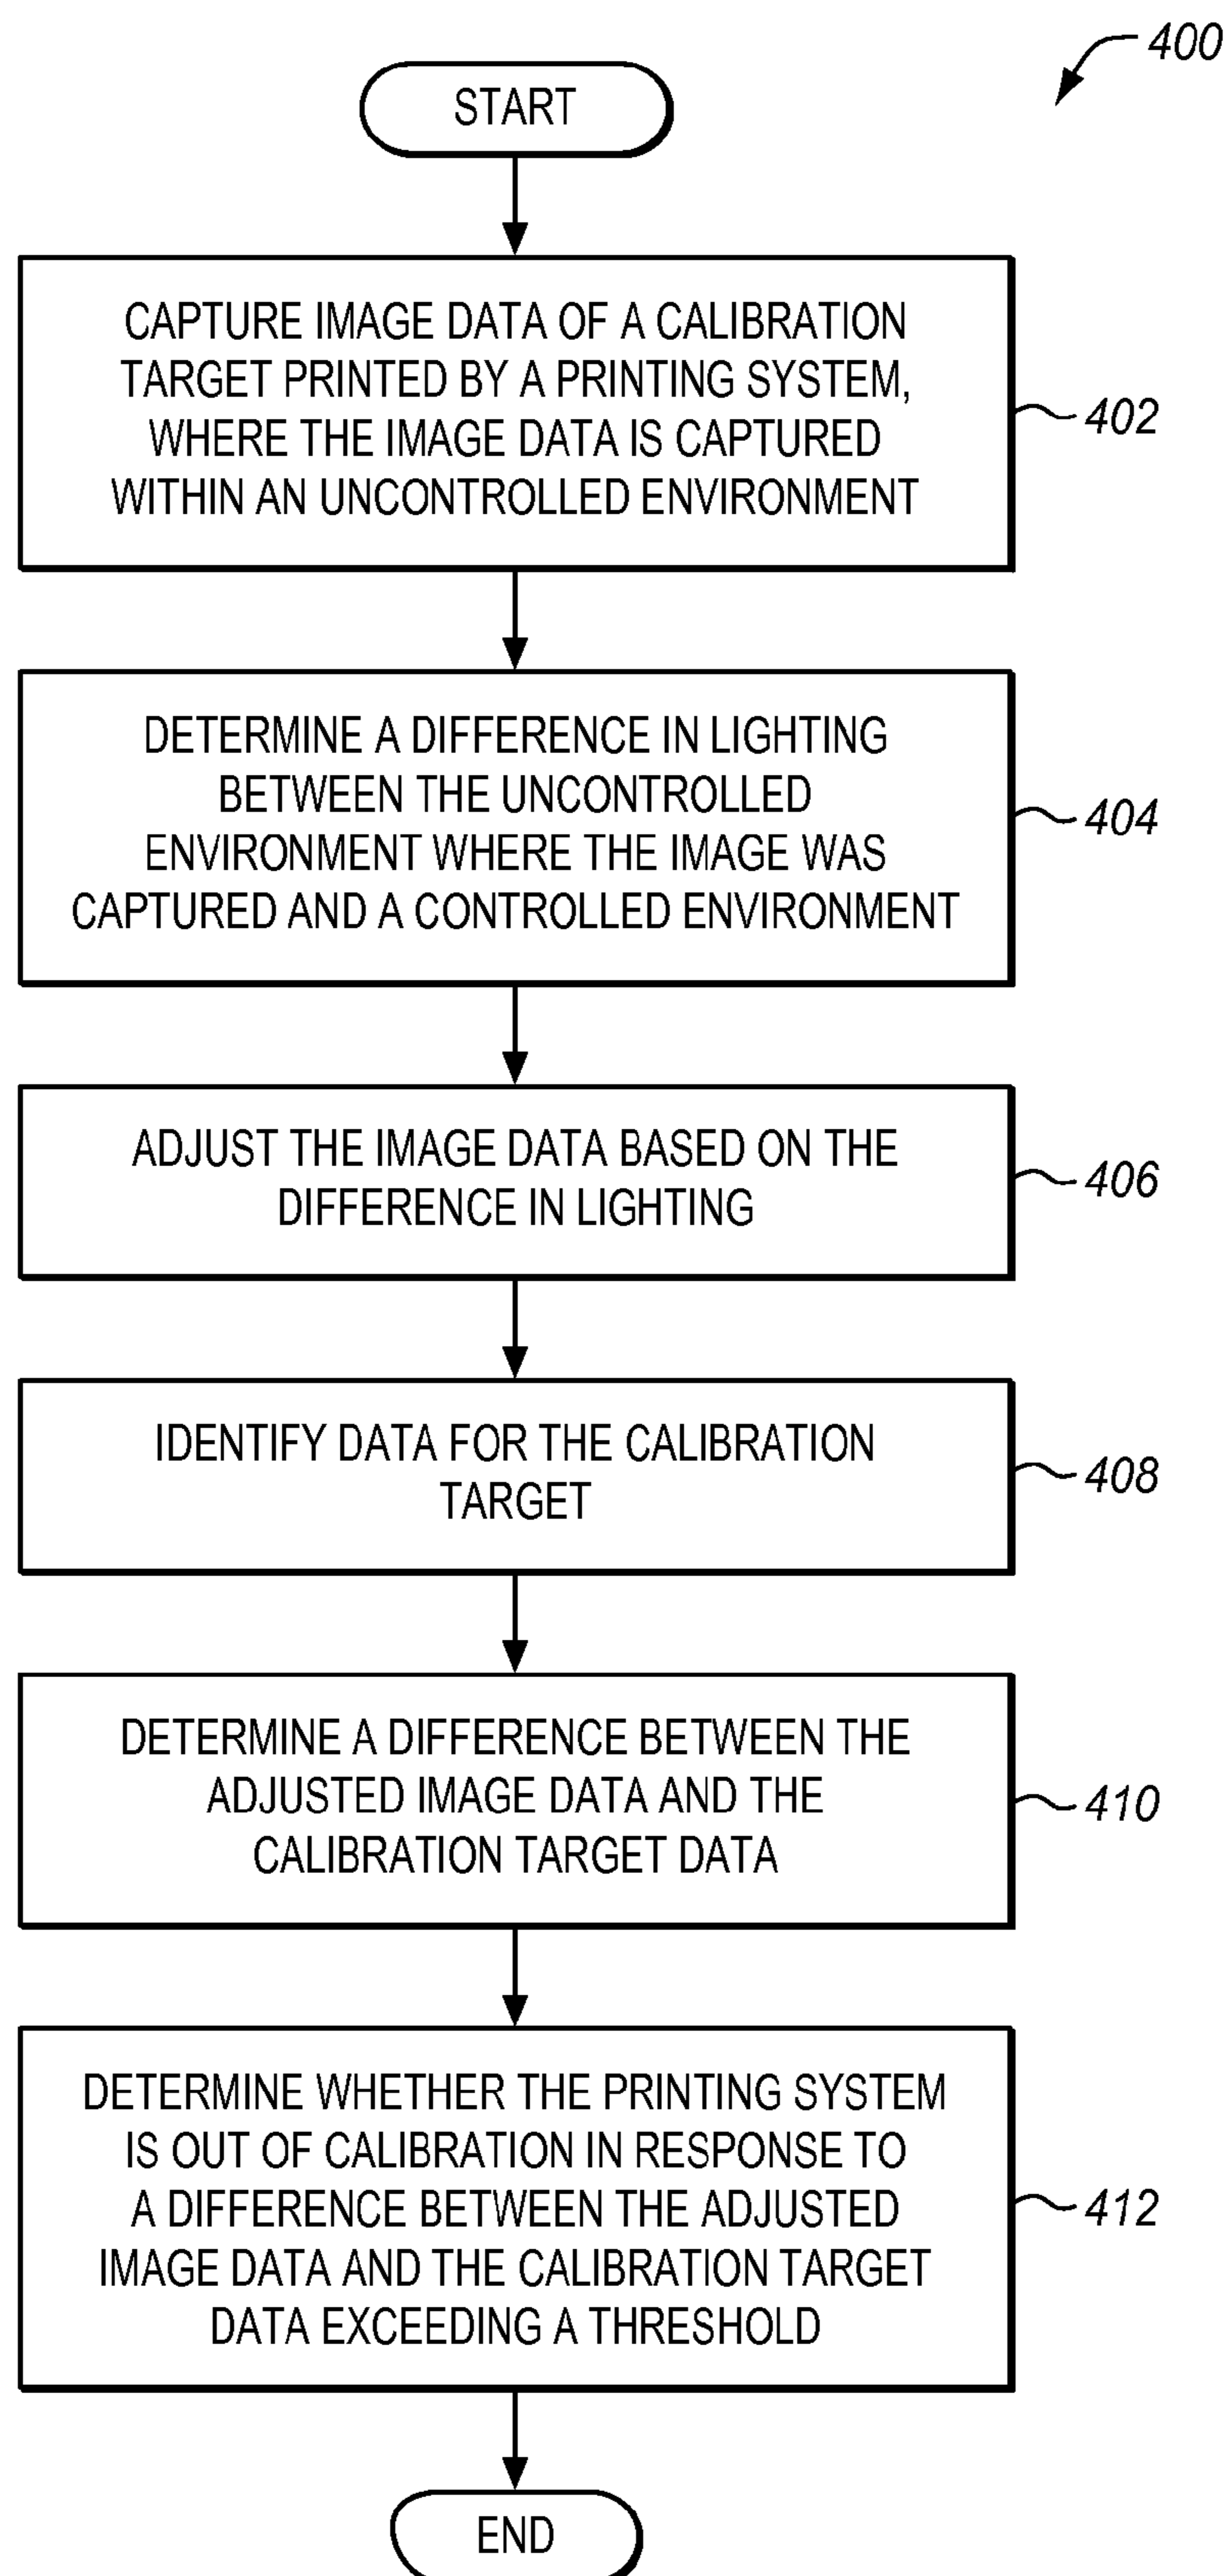 400
START
CAPTURE IMAGE DATA OF A CALIBRATION
TARGET PRINTED BY A PRINTING SYSTEM,
WHERE THE IMAGE DATA IS CAPTURED
WITHIN AN UNCONTROLLED ENVIRONMENT
402
DETERMINE A DIFFERENCE IN LIGHTING
BETWEEN THE UNCONTROLLED
ENVIRONMENT WHERE THE IMAGE WAS
CAPTURED AND A CONTROLLED ENVIRONMENT
404
ADJUST THE IMAGE DATA BASED ON THE
DIFFERENCE IN LIGHTING
406
IDENTIFY DATA FOR THE CALIBRATION
TARGET
408
DETERMINE A DIFFERENCE BETWEEN THE
ADJUSTED IMAGE DATA AND THE
CALIBRATION TARGET DATA
410
DETERMINE WHETHER THE PRINTING SYSTEM
IS OUT OF CALIBRATION IN RESPONSE TO
A DIFFERENCE BETWEEN THE ADJUSTED
IMAGE DATA AND THE CALIBRATION TARGET
DATA EXCEEDING A THRESHOLD
412
END